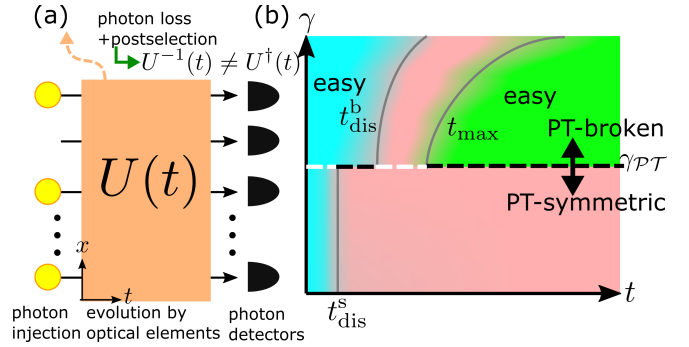 (a)
photon loss
+postselection
U⁻¹(t) ≠ U†(t)
U(t)
x
t
photon
injection
evolution by
optical elements
photon
detectors
(b)
γ
easy
t_dis^b
t_max
easy
PT-broken
γ_𝒫𝒯
PT-symmetric
t_dis^s
t